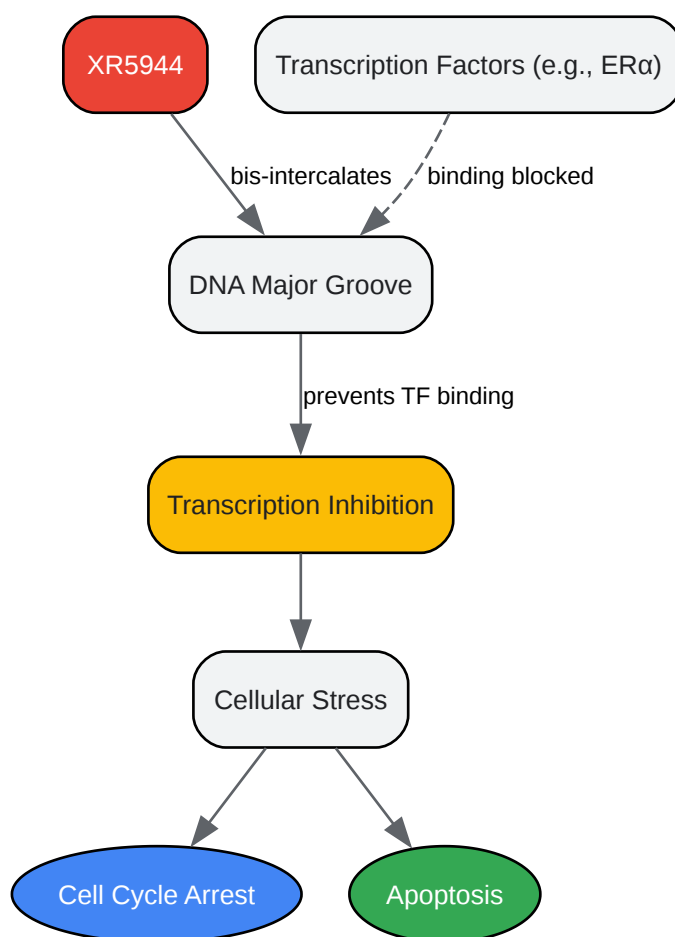 XR5944
Transcription Factors (e.g., ERα)
bis-intercalates
binding blocked
DNA Major Groove
prevents TF binding
Transcription Inhibition
Cellular Stress
Cell Cycle Arrest
Apoptosis